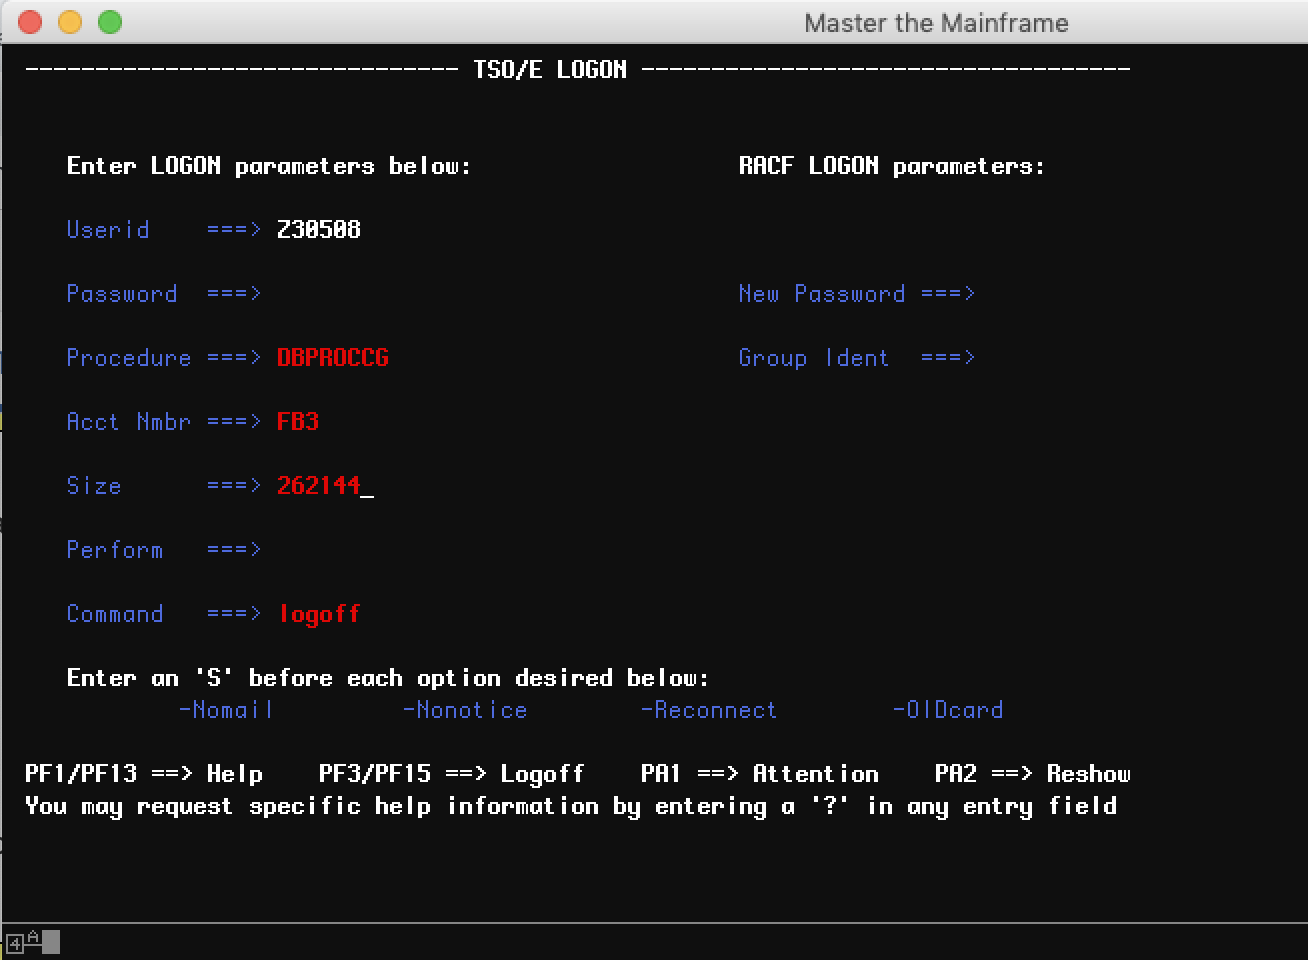 Master the Mainframe
------------------------------- TSO/E LOGON -----------------------------------
Enter LOGON parameters below: RACF LOGON parameters:
Userid ===> Z30508
Password ===> New Password ===>
Procedure ===> DBPROCCG Group Ident ===>
Acct Nmbr ===> FB3
Size ===> 262144_
Perform ===>
Command ===> logoff
Enter an 'S' before each option desired below:
-Nomail -Nonotice -Reconnect -OIDcard
PF1/PF13 ==> Help PF3/PF15 ==> Logoff PA1 ==> Attention PA2 ==> Reshow
You may request specific help information by entering a '?' in any entry field
4 A